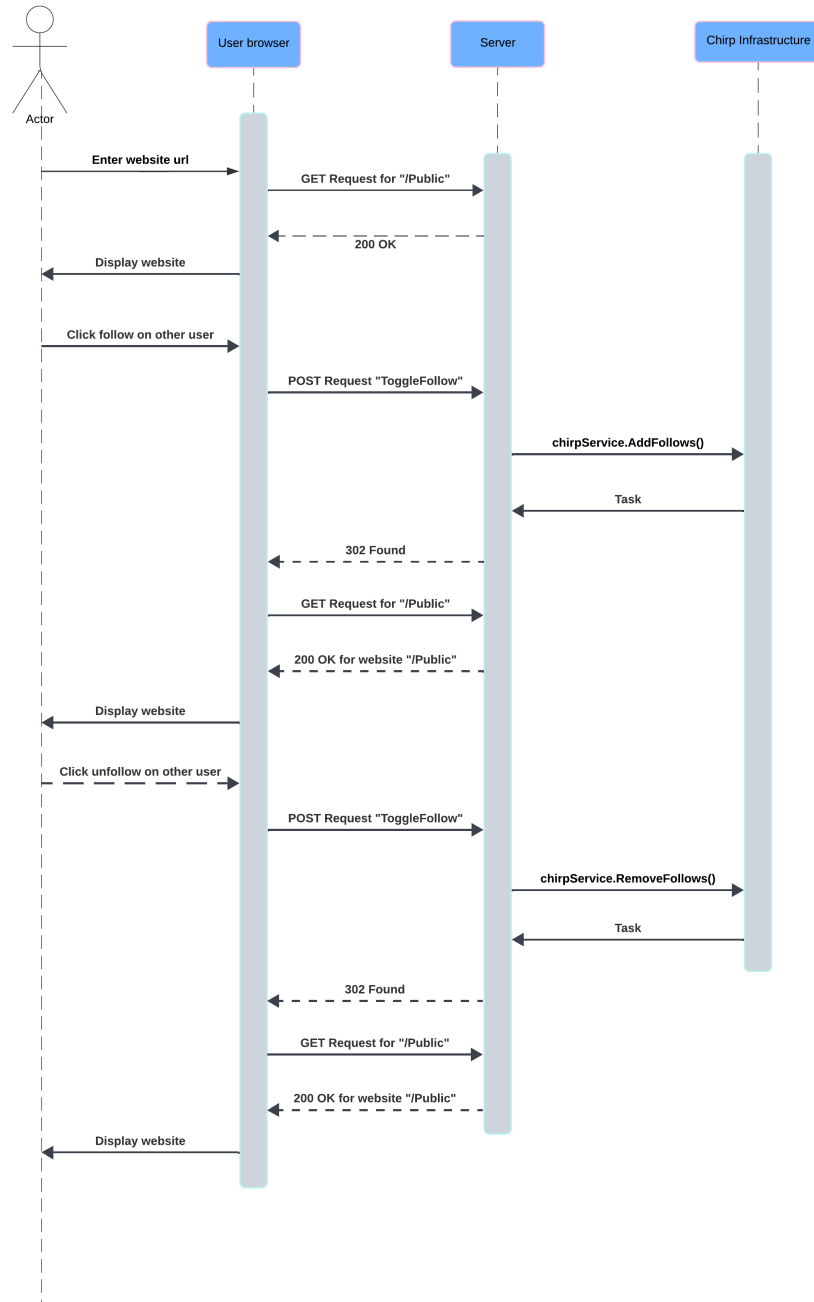 User browser
Server
Chirp Infrastructure
Actor
Enter website url
GET Request for "/Public"
200 OK
Display website
Click follow on other user
POST Request "ToggleFollow"
chirpService.AddFollows()
Task
302 Found
GET Request for "/Public"
200 OK for website "/Public"
Display website
Click unfollow on other user
POST Request "ToggleFollow"
chirpService.RemoveFollows()
Task
302 Found
GET Request for "/Public"
200 OK for website "/Public"
Display website